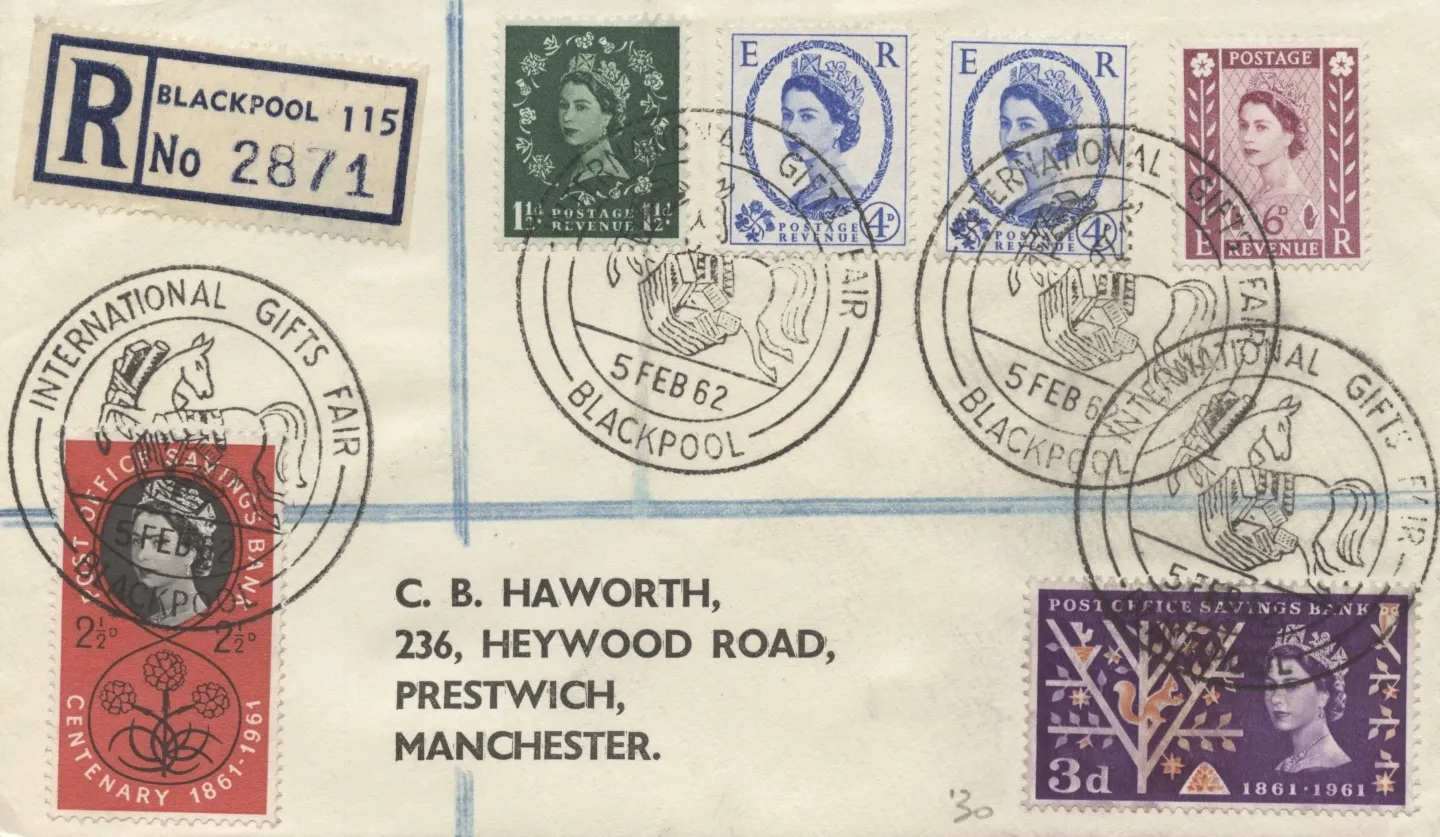 R BLACKPOOL 115
No 2871
1½d POSTAGE REVENUE 1½d
E R
POSTAGE REVENUE 4D
E R
POSTAGE REVENUE 4D
POSTAGE
6D
E REVENUE R
INTERNATIONAL GIFTS FAIR
5 FEB 62
BLACKPOOL
INTERNATIONAL GIFTS FAIR
5 FEB 62
BLACKPOOL
INTERNATIONAL GIFTS FAIR
5 FEB 62
BLACKPOOL
INTERNATIONAL GIFTS FAIR
5 FEB
POST OFFICE SAVINGS BANK
2½D 2½D
CENTENARY 1861-1961
C. B. HAWORTH,
236, HEYWOOD ROAD,
PRESTWICH,
MANCHESTER.
POST OFFICE SAVINGS BANK
3d
1861·1961
'30